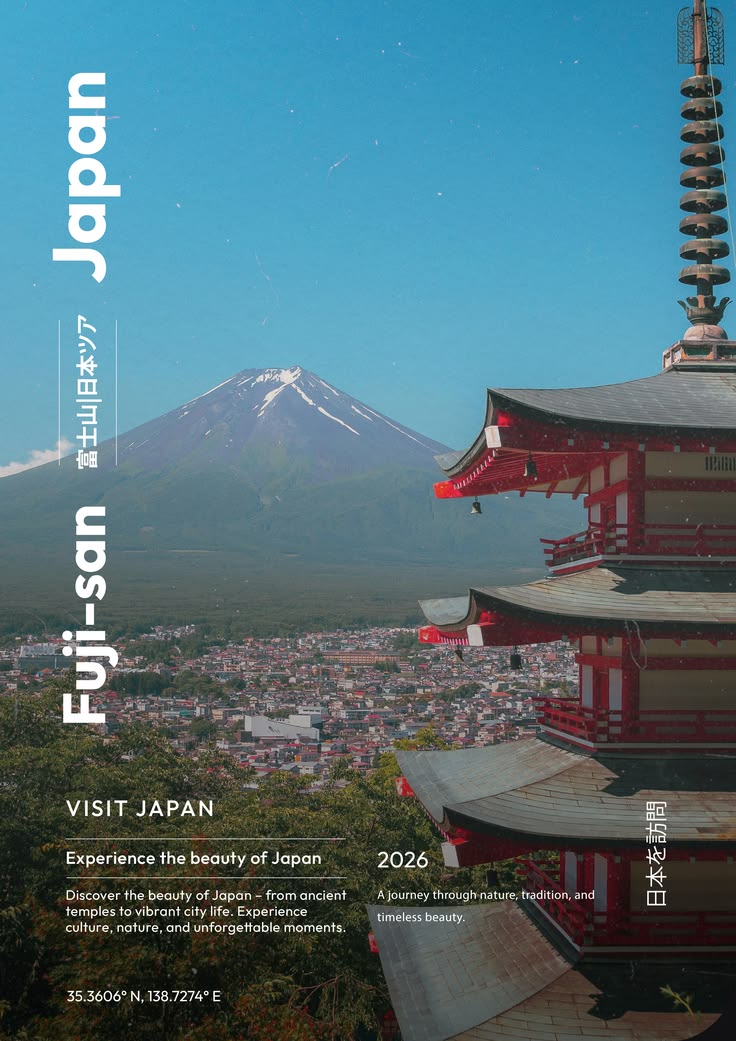 Japan
富士山|日本ツア
Fuji-san
VISIT JAPAN
Experience the beauty of Japan
Discover the beauty of Japan – from ancient
temples to vibrant city life. Experience
culture, nature, and unforgettable moments.
35.3606° N, 138.7274° E
2026
A journey through nature, tradition, and
timeless beauty.
日本を訪問